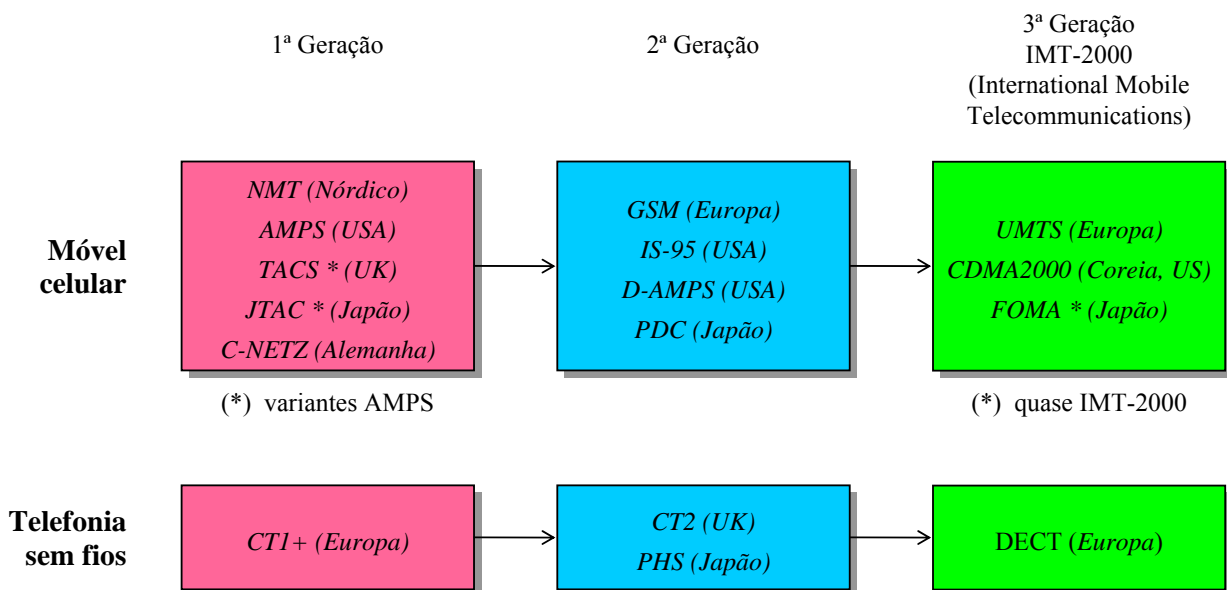 1ª Geração
2ª Geração
3ª Geração
IMT-2000
(International Mobile
Telecommunications)
Móvel
celular
NMT (Nórdico)
AMPS (USA)
TACS * (UK)
JTAC * (Japão)
C-NETZ (Alemanha)
GSM (Europa)
IS-95 (USA)
D-AMPS (USA)
PDC (Japão)
UMTS (Europa)
CDMA2000 (Coreia, US)
FOMA * (Japão)
(*) variantes AMPS
(*) quase IMT-2000
Telefonia
sem fios
CT1+ (Europa)
CT2 (UK)
PHS (Japão)
DECT (Europa)